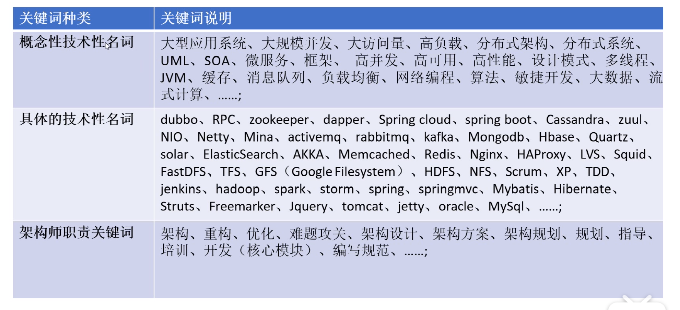 关键词种类 关键词说明
概念性技术性名词 大型应用系统、大规模并发、大访问量、高负载、分布式架构、分布式系统、
UML、SOA、微服务、框架、 高并发、高可用、高性能、设计模式、多线程、
JVM、缓存、消息队列、负载均衡、网络编程、算法、敏捷开发、大数据、流
式计算、……;
具体的技术性名词 dubbo、RPC、zookeeper、dapper、Spring cloud、spring boot、Cassandra、zuul、
NIO、Netty、Mina、activemq、rabbitmq、kafka、Mongodb、Hbase、Quartz、
solar、ElasticSearch、AKKA、Memcached、Redis、Nginx、HAProxy、LVS、Squid、
FastDFS、TFS、GFS（Google Filesystem）、HDFS、NFS、Scrum、XP、TDD、
jenkins、hadoop、spark、storm、spring、springmvc、Mybatis、Hibernate、
Struts、Freemarker、Jquery、tomcat、jetty、oracle、MySql、……;
架构师职责关键词 架构、重构、优化、难题攻关、架构设计、架构方案、架构规划、规划、指导、
培训、开发（核心模块）、编写规范、……;